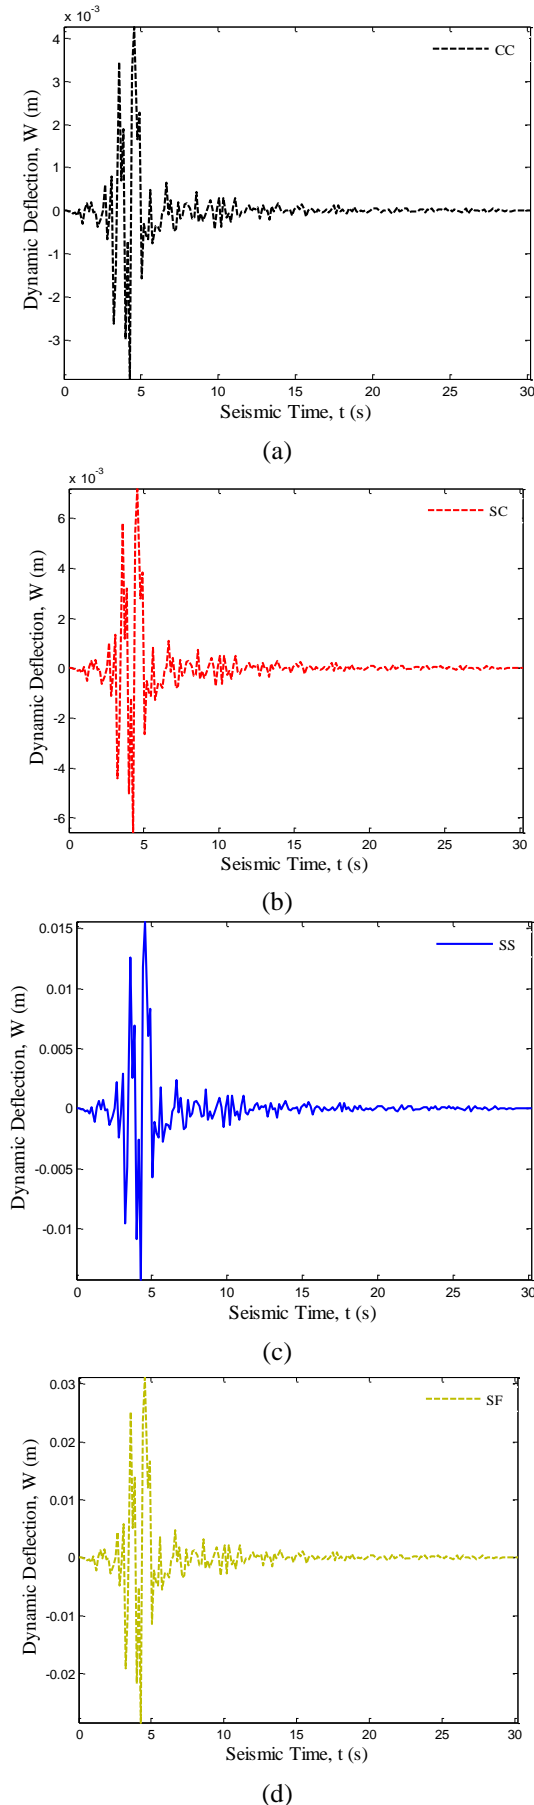 x 10⁻³
4
3
2
1
0
-1
-2
-3
Dynamic Deflection, W (m)
CC
0 5 10 15 20 25 30
Seismic Time, t (s)
(a)
x 10⁻³
6
4
2
0
-2
-4
-6
Dynamic Deflection, W (m)
SC
0 5 10 15 20 25 30
Seismic Time, t (s)
(b)
0.015
0.01
0.005
0
-0.005
-0.01
Dynamic Deflection, W (m)
SS
0 5 10 15 20 25 30
Seismic Time, t (s)
(c)
0.03
0.02
0.01
0
-0.01
-0.02
Dynamic Deflection, W (m)
SF
0 5 10 15 20 25 30
Seismic Time, t (s)
(d)